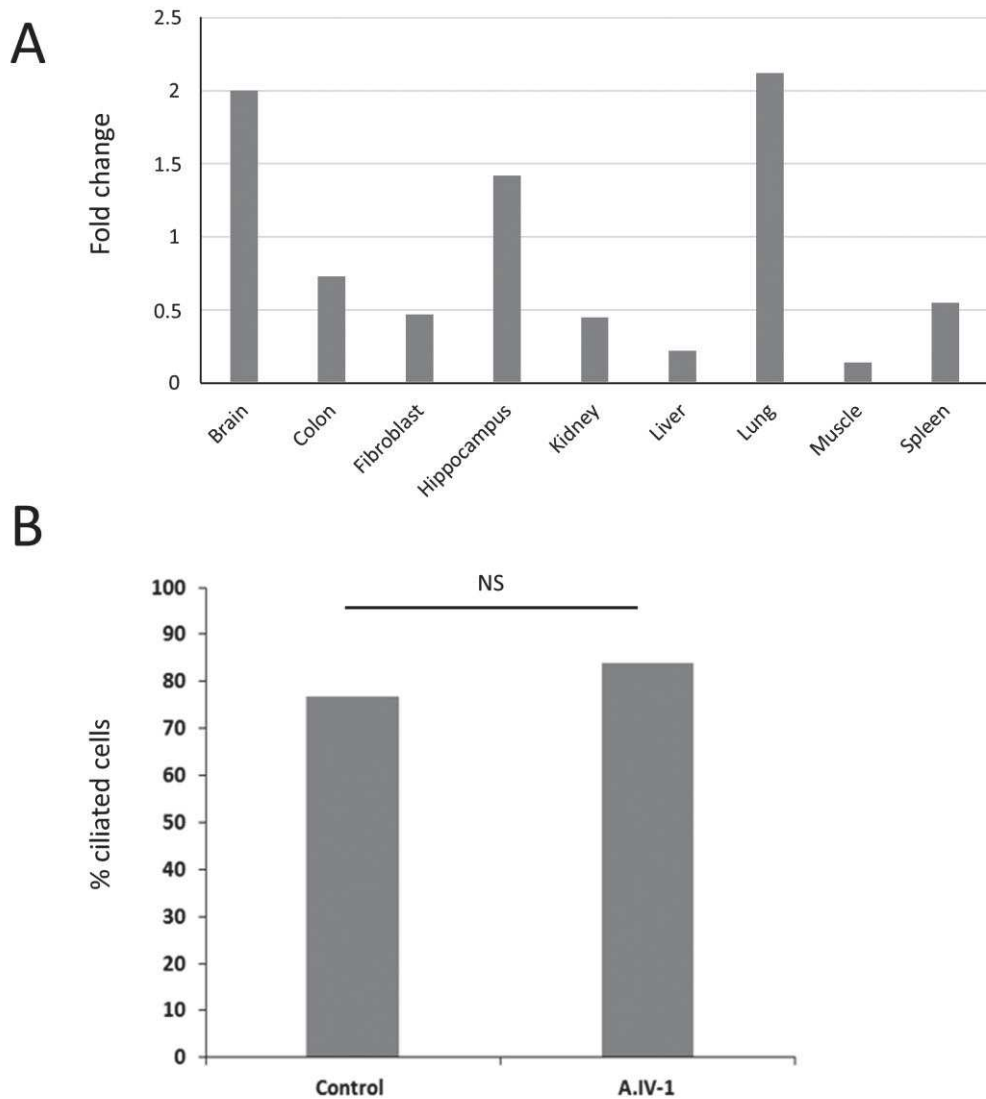 A
Fold change
2.5
2
1.5
1
0.5
0
Brain
Colon
Fibroblast
Hippocampus
Kidney
Liver
Lung
Muscle
Spleen
B
% ciliated cells
NS
100
90
80
70
60
50
40
30
20
10
0
Control
A.IV-1